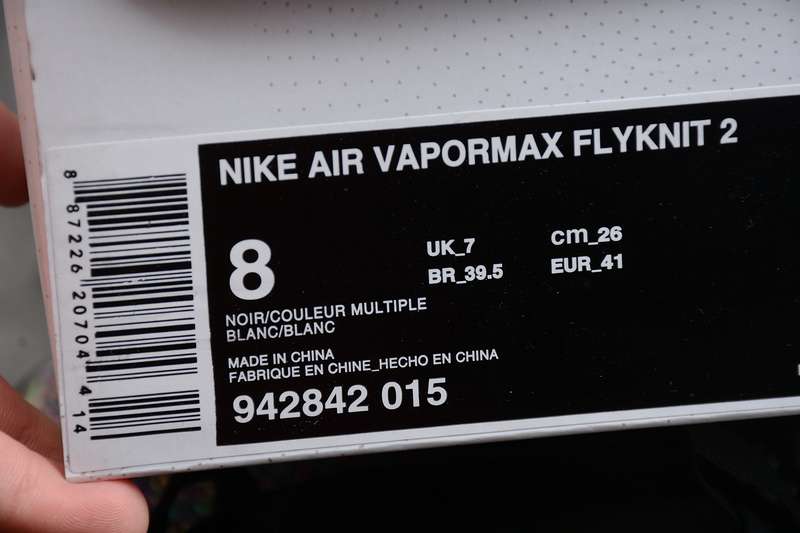 NIKE AIR VAPORMAX FLYKNIT 2
8
UK_7
cm_26
BR_39.5
EUR_41
NOIR/COULEUR MULTIPLE
BLANC/BLANC
MADE IN CHINA
FABRIQUE EN CHINE_HECHO EN CHINA
942842 015
8 87226 20704 4 14